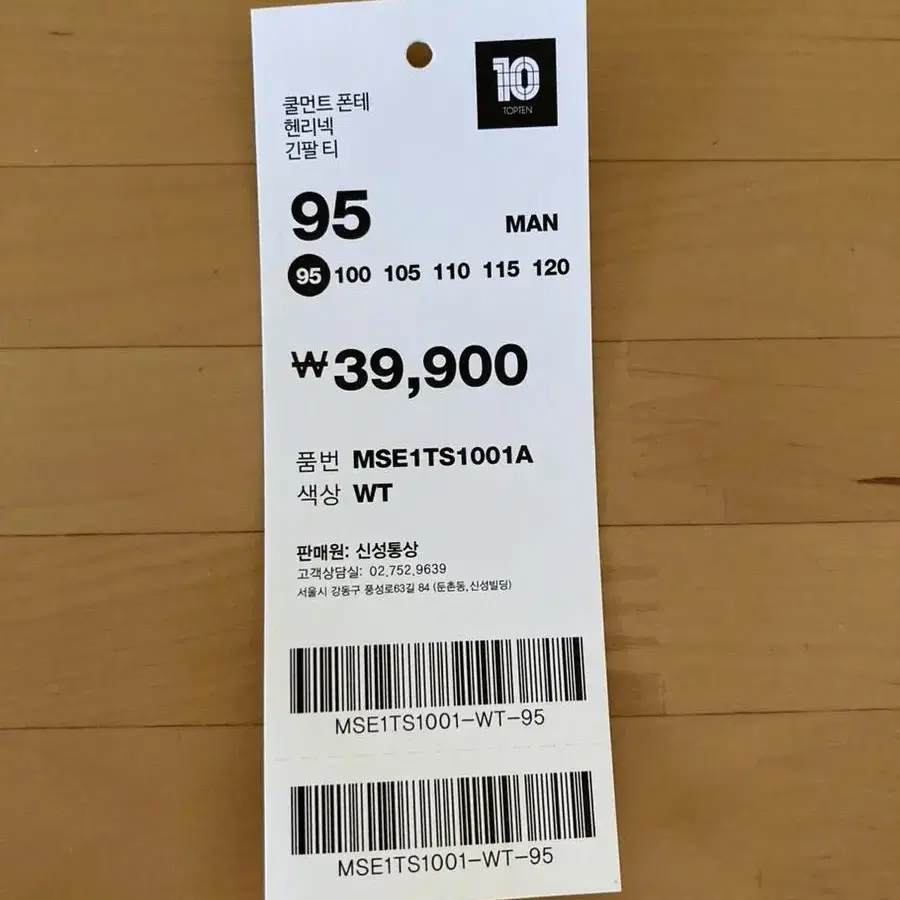 10
TOPTEN
쿨먼트 폰테
헨리넥
긴팔 티
95
MAN
95 100 105 110 115 120
₩39,900
품번 MSE1TS1001A
색상 WT
판매원: 신성통상
고객상담실: 02.752.9639
서울시 강동구 풍성로63길 84 (둔촌동,신성빌딩)
MSE1TS1001-WT-95
MSE1TS1001-WT-95